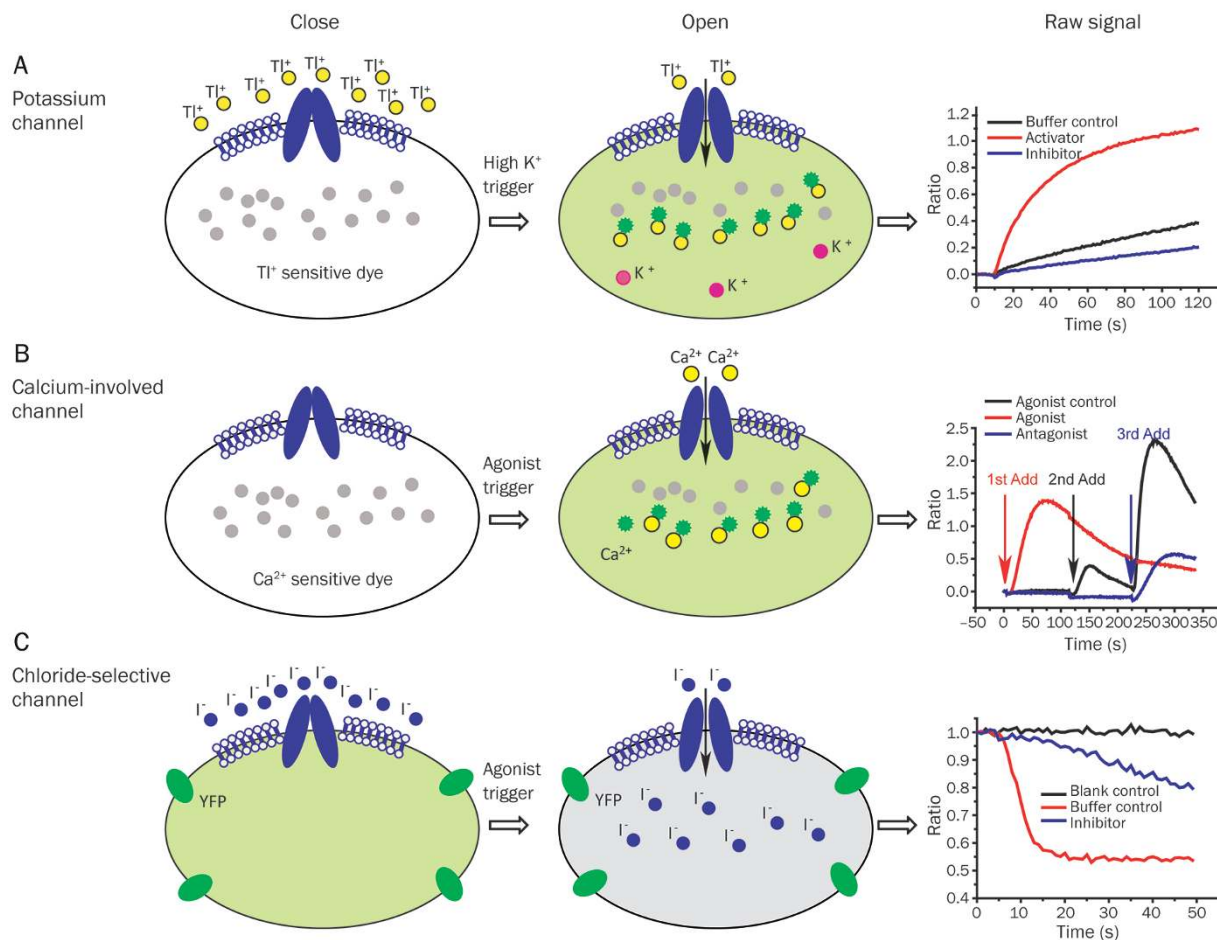 Close
Open
Raw signal
A
Potassium
channel
Tl⁺
Tl⁺
Tl⁺
Tl⁺
Tl⁺
Tl⁺
Tl⁺
Tl⁺
Tl⁺
Tl⁺ sensitive dye
High K⁺
trigger
Tl⁺
Tl⁺
K⁺
K⁺
K⁺
Buffer control
Activator
Inhibitor
Ratio
1.2
1.0
0.8
0.6
0.4
0.2
0.0
20 40 60 80 100 120
Time (s)
B
Calcium-involved
channel
Ca²⁺ sensitive dye
Agonist
trigger
Ca²⁺ Ca²⁺
Ca²⁺
Agonist control
Agonist
Antagonist
3rd Add
1st Add
2nd Add
Ratio
2.5
2.0
1.5
1.0
0.5
0.0
–50 0 50 100 150 200 250 300 350
Time (s)
C
Chloride-selective
channel
I⁻
I⁻
I⁻
I⁻
I⁻
I⁻
I⁻
I⁻
I⁻
YFP
Agonist
trigger
I⁻
I⁻
YFP
I⁻
I⁻
I⁻
I⁻
I⁻
I⁻
I⁻
Blank control
Buffer control
Inhibitor
Ratio
1.0
0.9
0.8
0.7
0.6
0.5
0.4
0 10 20 30 40 50
Time (s)